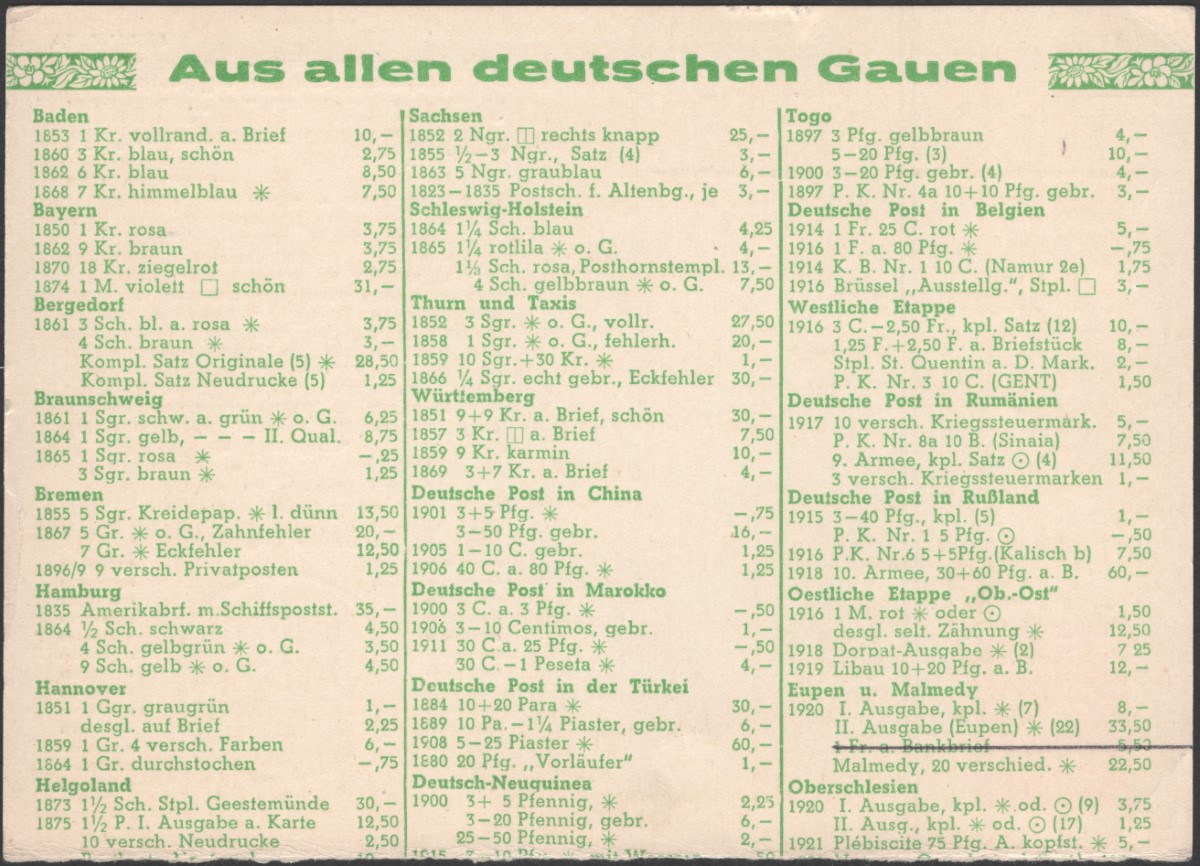 Aus allen deutschen Gauen
Baden
1853 1 Kr. vollrand. a. Brief 10,—
1860 3 Kr. blau, schön 2,75
1862 6 Kr. blau 8,50
1868 7 Kr. himmelblau ✳ 7,50
Bayern
1850 1 Kr. rosa 3,75
1862 9 Kr. braun 3,75
1870 18 Kr. ziegelrot 2,75
1874 1 M. violett □ schön 31,—
Bergedorf
1861 3 Sch. bl. a. rosa ✳ 3,75
4 Sch. braun ✳ 3,—
Kompl. Satz Originale (5) ✳ 28,50
Kompl. Satz Neudrucke (5) 1,25
Braunschweig
1861 1 Sgr. schw. a. grün ✳ o. G. 6,25
1864 1 Sgr. gelb, — — — II. Qual. 8,75
1865 1 Sgr. rosa ✳ —,25
3 Sgr. braun ✳ 1,25
Bremen
1855 5 Sgr. Kreidepap. ✳ l. dünn 13,50
1867 5 Gr. ✳ o. G., Zahnfehler 20,—
7 Gr. ✳ Eckfehler 12,50
1896/9 9 versch. Privatposten 1,25
Hamburg
1835 Amerikabrf. m. Schiffspostst. 35,—
1864 ½ Sch. schwarz 4,50
4 Sch. gelbgrün ✳ o. G. 3,50
9 Sch. gelb ✳ o. G. 4,50
Hannover
1851 1 Ggr. graugrün 1,—
desgl. auf Brief 2,25
1859 1 Gr. 4 versch. Farben 6,—
1864 1 Gr. durchstochen —,75
Helgoland
1873 1½ Sch. Stpl. Geestemünde 30,—
1875 1½ P. I. Ausgabe a. Karte 12,50
10 versch. Neudrucke 2,50
Sachsen
1852 2 Ngr. ◫ rechts knapp 25,—
1855 ½—3 Ngr., Satz (4) 3,—
1863 5 Ngr. graublau 6,—
1823—1835 Postsch. f. Altenbg., je 3,—
Schleswig-Holstein
1864 1¼ Sch. blau 4,25
1865 1¼ rotlila ✳ o. G. 4,—
1⅓ Sch. rosa, Posthornstempl. 13,—
4 Sch. gelbbraun ✳ o. G. 7,50
Thurn und Taxis
1852 3 Sgr. ✳ o. G., vollr. 27,50
1858 1 Sgr. ✳ o. G., fehlerh. 20,—
1859 10 Sgr.+30 Kr. ✳ 1,—
1866 ¼ Sgr. echt gebr., Eckfehler 30,—
Württemberg
1851 9+9 Kr. a. Brief, schön 30,—
1857 3 Kr. ◫ a. Brief 7,50
1859 9 Kr. karmin 10,—
1869 3+7 Kr. a. Brief 4,—
Deutsche Post in China
1901 3+5 Pfg. ✳ —,75
3—50 Pfg. gebr. 16,—
1905 1—10 C. gebr. 1,25
1906 40 C. a. 80 Pfg. ✳ 1,25
Deutsche Post in Marokko
1900 3 C. a. 3 Pfg. ✳ —,50
1906 3—10 Centimos, gebr. 1,—
1911 30 C. a. 25 Pfg. ✳ —,50
30 C.—1 Peseta ✳ 4,—
Deutsche Post in der Türkei
1884 10+20 Para ✳ 30,—
1889 10 Pa.—1¼ Piaster, gebr. 6,—
1908 5—25 Piaster ✳ 60,—
1880 20 Pfg. „Vorläufer“ 1,—
Deutsch-Neuguinea
1900 3+ 5 Pfennig, ✳ 2,25
3—20 Pfennig, gebr. 6,—
25—50 Pfennig, ✳ 2,—
Togo
1897 3 Pfg. gelbbraun 4,—
5—20 Pfg. (3) 10,—
1900 3—20 Pfg. gebr. (4) 4,—
1897 P. K. Nr. 4a 10+10 Pfg. gebr. 3,—
Deutsche Post in Belgien
1914 1 Fr. 25 C. rot ✳ 5,—
1916 1 F. a. 80 Pfg. ✳ —,75
1914 K. B. Nr. 1 10 C. (Namur 2e) 1,75
1916 Brüssel „Ausstellg.“, Stpl. □ 3,—
Westliche Etappe
1916 3 C.—2,50 Fr., kpl. Satz (12) 10,—
1,25 F.+2,50 F. a. Briefstück 8,—
Stpl. St. Quentin a. D. Mark. 2,—
P. K. Nr. 3 10 C. (GENT) 1,50
Deutsche Post in Rumänien
1917 10 versch. Kriegssteuermärk. 5,—
P. K. Nr. 8a 10 B. (Sinaia) 7,50
9. Armee, kpl. Satz ⊙ (4) 11,50
3 versch. Kriegssteuermarken 1,—
Deutsche Post in Rußland
1915 3—40 Pfg., kpl. (5) 1,—
P. K. Nr. 1 5 Pfg. ⊙ —,50
1916 P.K. Nr.6 5+5Pfg.(Kalisch b) 7,50
1918 10. Armee, 30+60 Pfg. a. B. 60,—
Oestliche Etappe „Ob.-Ost“
1916 1 M. rot ✳ oder ⊙ 1,50
desgl. selt. Zähnung ✳ 12,50
1918 Dorpat-Ausgabe ✳ (2) 7 25
1919 Libau 10+20 Pfg. a. B. 12,—
Eupen u. Malmedy
1920 I. Ausgabe, kpl. ✳ (7) 8,—
II. Ausgabe (Eupen) ✳ (22) 33,50
1 Fr. a. Bankbrief 5,50
Malmedy, 20 verschied. ✳ 22,50
Oberschlesien
1920 I. Ausgabe, kpl. ✳ od. ⊙ (9) 3,75
II. Ausg., kpl. ✳ od. ⊙ (17) 1,25
1921 Plébiscite 75 Pfg. A. kopfst. ✳ 5,—